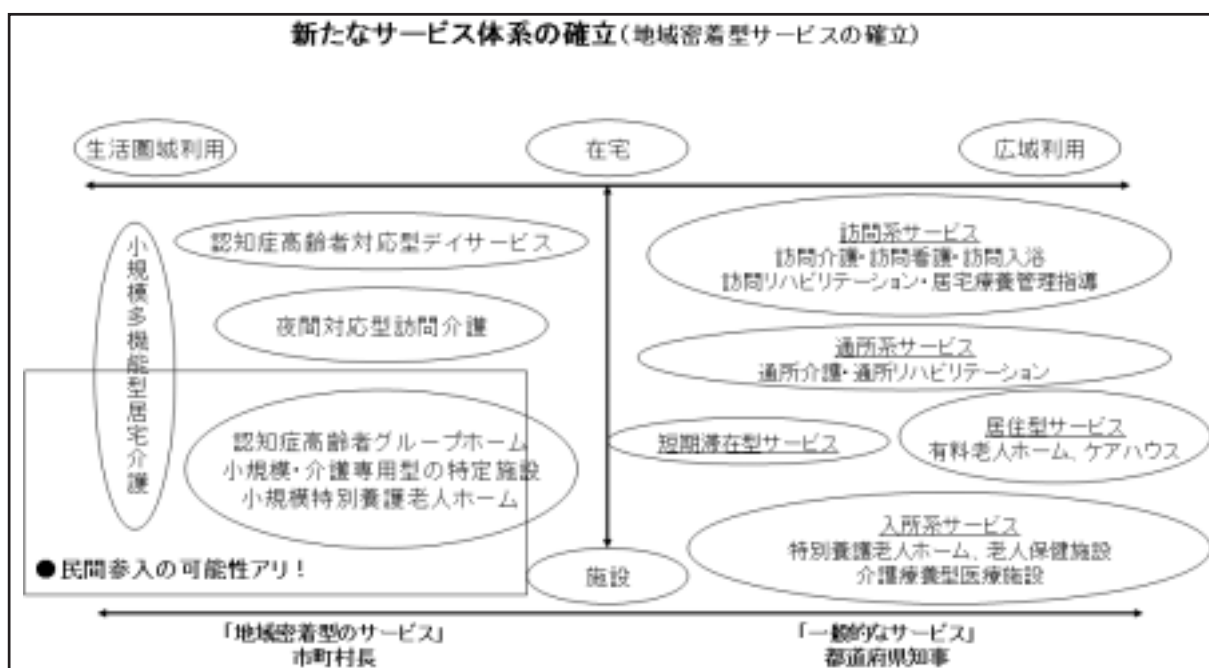 新たなサービス体系の確立(地域密着型サービスの確立)
生活圏域利用
在宅
広域利用
小規模多機能型居宅介護
認知症高齢者対応型デイサービス
夜間対応型訪問介護
認知症高齢者グループホーム
小規模・介護専用型の特定施設
小規模特別養護老人ホーム
●民間参入の可能性アリ!
訪問系サービス
訪問介護・訪問看護・訪問入浴
訪問リハビリテーション・居宅療養管理指導
通所系サービス
通所介護・通所リハビリテーション
短期滞在型サービス
居住型サービス
有料老人ホーム、ケアハウス
入所系サービス
特別養護老人ホーム、老人保健施設
介護療養型医療施設
施設
「地域密着型のサービス」
市町村長
「一般的なサービス」
都道府県知事